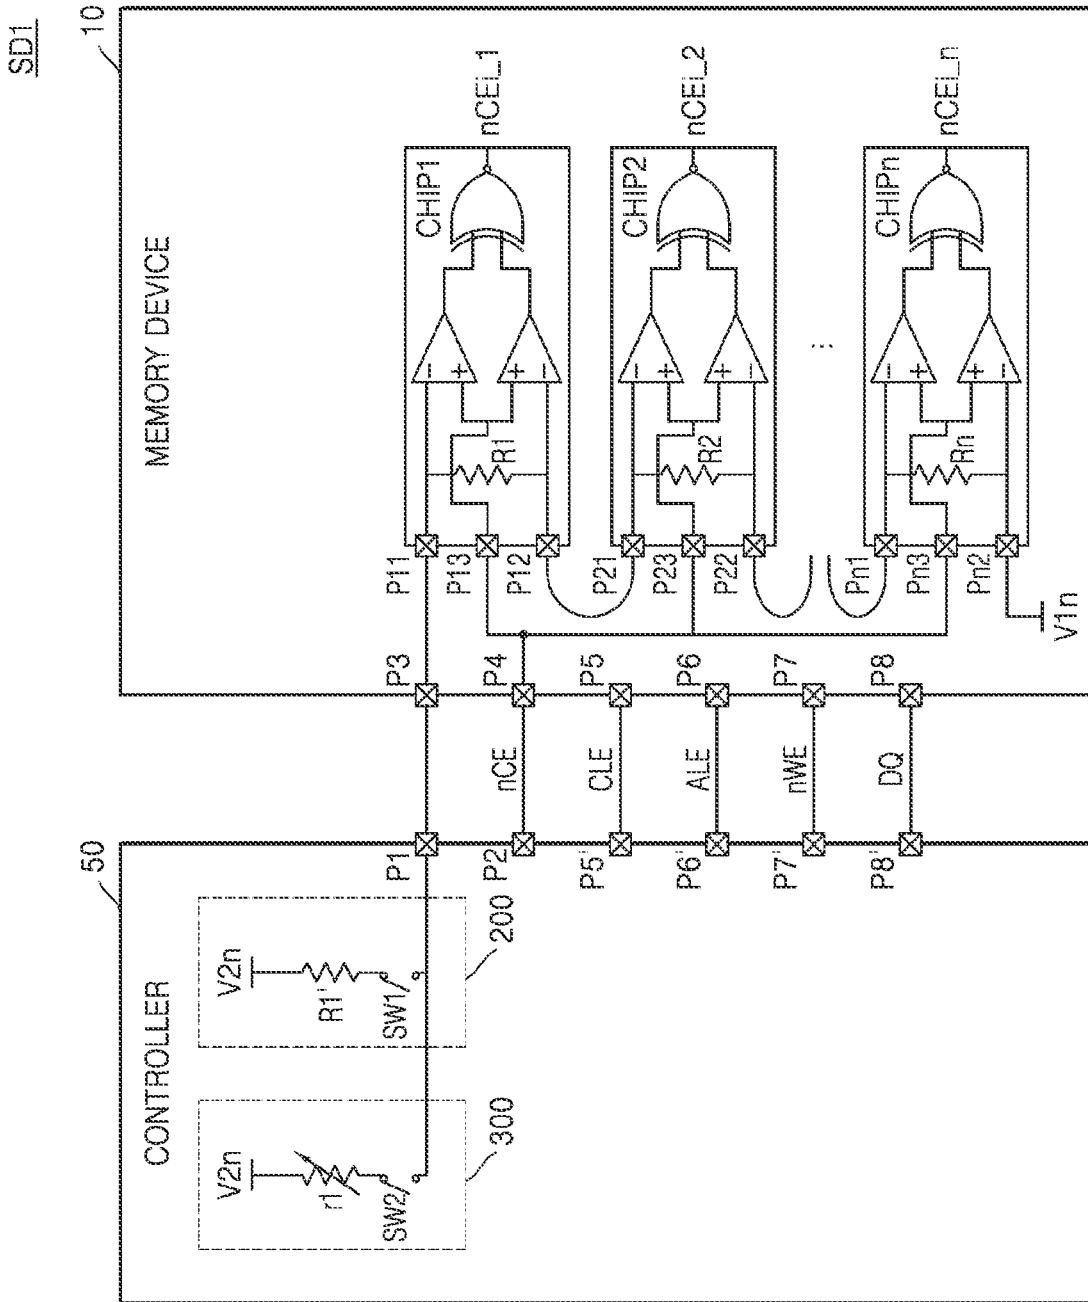 SD1
10
MEMORY DEVICE
CHIP1
nCEi_1
R1
P11
P13
P12
CHIP2
nCEi_2
R2
P21
P23
P22
...
CHIPn
nCEi_n
Rn
Pn1
Pn3
Pn2
V1n
- + + -
- + + -
- + + -
P3
P4
P5
P6
P7
P8
nCE
CLE
ALE
nWE
DQ
P1
P2
P5'
P6'
P7'
P8'
50
CONTROLLER
V2n
R1'
SW1
200
V2n
r1
SW2
300